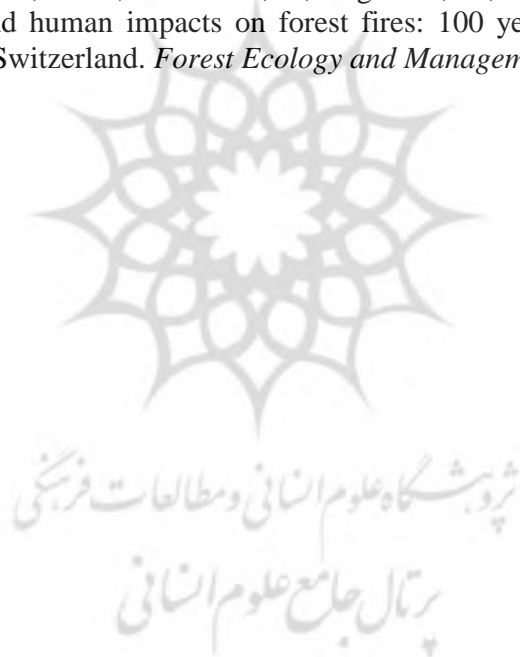 nd human impacts on forest fires: 100 ye
Switzerland. Forest Ecology and Managem
پژوهشگاه علوم انسانی و مطالعات فرهنگی
پرتال جامع علوم انسانی